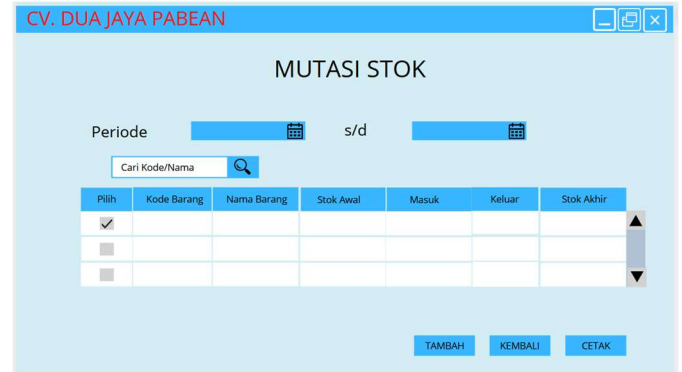 CV. DUA JAYA PABEAN
MUTASI STOK
Periode s/d
Cari Kode/Nama
Pilih Kode Barang Nama Barang Stok Awal Masuk Keluar Stok Akhir
TAMBAH KEMBALI CETAK